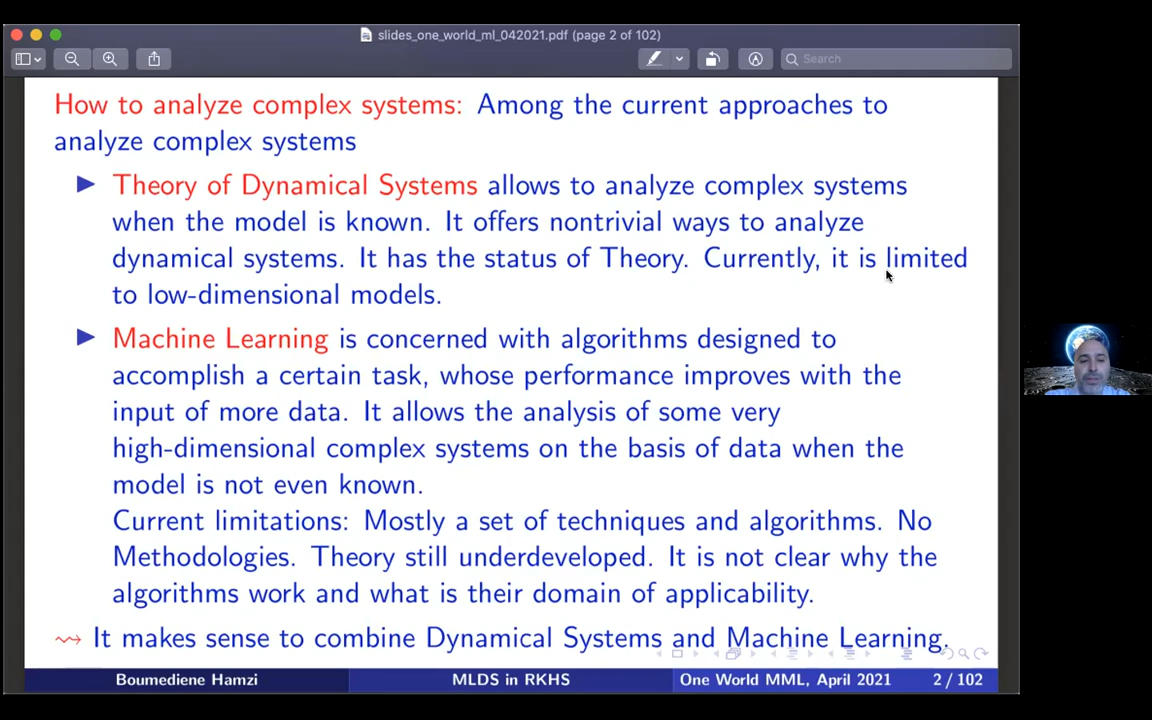 slides_one_world_ml_042021.pdf (page 2 of 102)
Search
How to analyze complex systems: Among the current approaches to
analyze complex systems
Theory of Dynamical Systems allows to analyze complex systems
when the model is known. It offers nontrivial ways to analyze
dynamical systems. It has the status of Theory. Currently, it is limited
to low-dimensional models.
Machine Learning is concerned with algorithms designed to
accomplish a certain task, whose performance improves with the
input of more data. It allows the analysis of some very
high-dimensional complex systems on the basis of data when the
model is not even known.
Current limitations: Mostly a set of techniques and algorithms. No
Methodologies. Theory still underdeveloped. It is not clear why the
algorithms work and what is their domain of applicability.
⇝ It makes sense to combine Dynamical Systems and Machine Learning.
Boumediene Hamzi MLDS in RKHS One World MML, April 2021 2 / 102